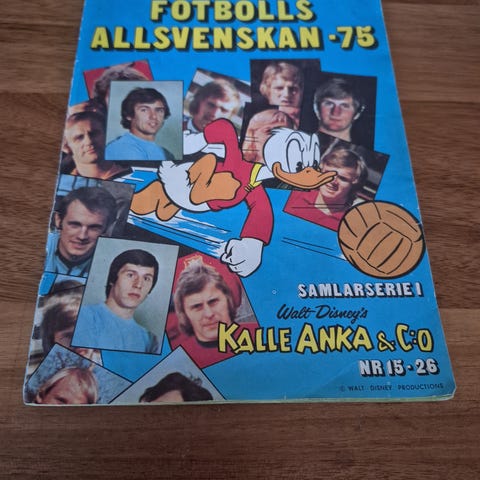 FOTBOLLS
ALLSVENSKAN -75
SAMLARSERIE I
Walt Disney's
KALLE ANKA & C:O
NR 15-26
© WALT DISNEY PRODUCTIONS